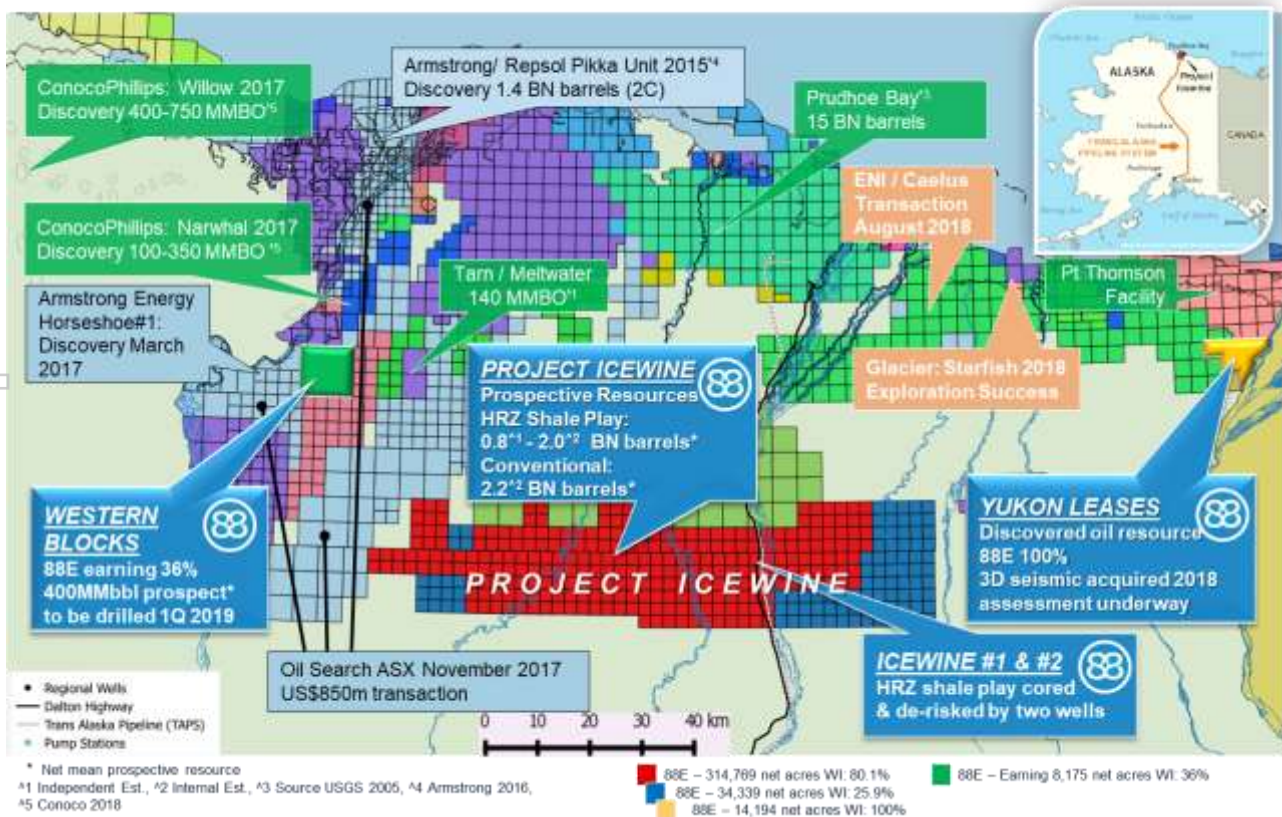 ConocoPhillips: Willow 2017
Discovery 400-750 MMBO^5
Armstrong/ Repsol Pikka Unit 2015^4
Discovery 1.4 BN barrels (2C)
Prudhoe Bay^3
15 BN barrels
ALASKA
CANADA
ENI / Caelus
Transaction
August 2018
ConocoPhillips: Narwhal 2017
Discovery 100-350 MMBO ^5
Tarn / Meltwater
140 MMBO^1
Pt Thomson
Facility
Armstrong Energy
Horseshoe#1:
Discovery March
2017
Glacier: Starfish 2018
Exploration Success
PROJECT ICEWINE
88
Prospective Resources
HRZ Shale Play:
0.8^1 - 2.0^2 BN barrels*
Conventional:
2.2^2 BN barrels*
WESTERN
BLOCKS
88
88E earning 36%
400MMbbl prospect*
to be drilled 1Q 2019
YUKON LEASES
88
Discovered oil resource
88E 100%
3D seismic acquired 2018
assessment underway
PROJECT ICEWINE
Oil Search ASX November 2017
US$850m transaction
ICEWINE #1 & #2
88
HRZ shale play cored
& de-risked by two wells
Regional Wells
Dalton Highway
Trans Alaska Pipeline (TAPS)
Pump Stations
0 10 20 30 40 km
* Net mean prospective resource
^1 Independent Est., ^2 Internal Est., ^3 Source USGS 2005, ^4 Armstrong 2016,
^5 Conoco 2018
88E – 314,769 net acres WI: 80.1%
88E – 34,339 net acres WI: 25.9%
88E – 14,194 net acres WI: 100%
88E – Earning 8,175 net acres WI: 36%